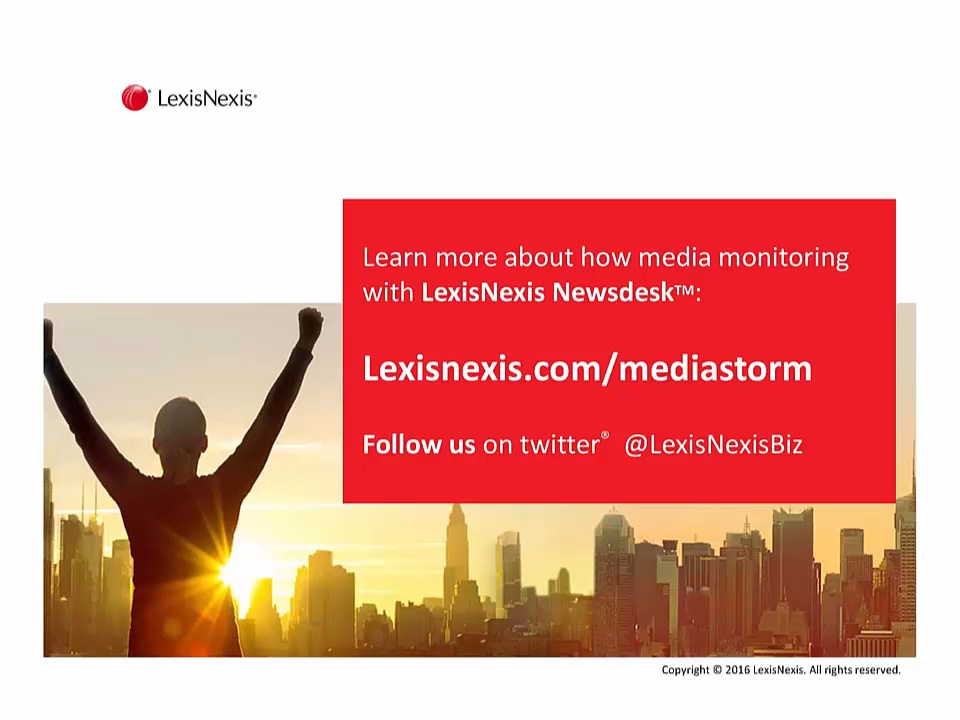 LexisNexis®
Learn more about how media monitoring
with LexisNexis Newsdesk™:
Lexisnexis.com/mediastorm
Follow us on twitter® @LexisNexisBiz
Copyright © 2016 LexisNexis. All rights reserved.